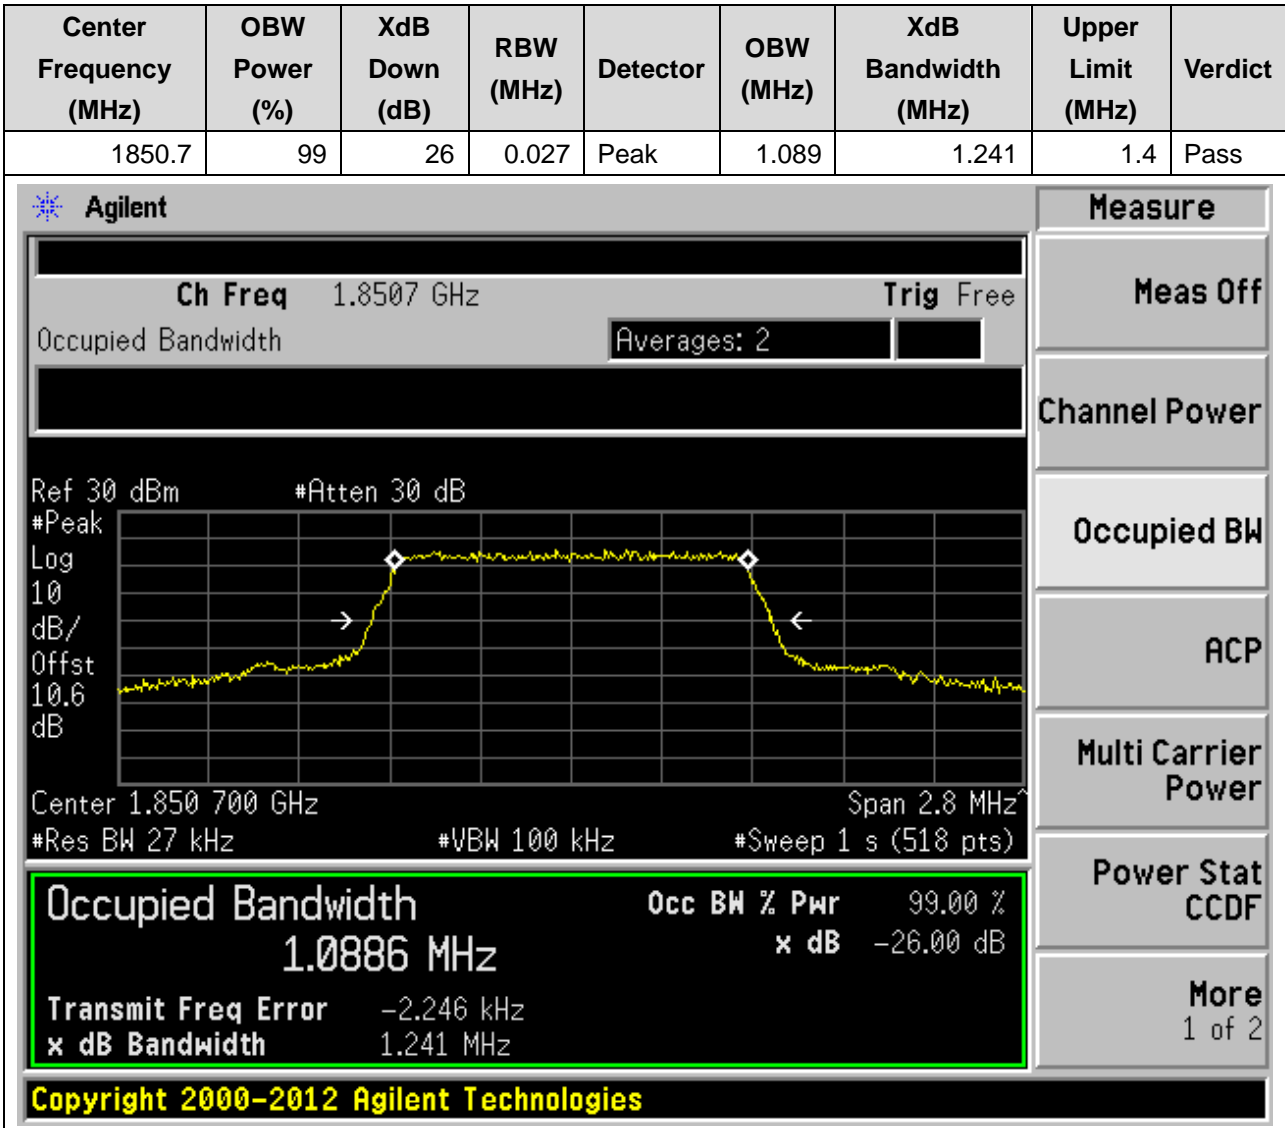 Center Frequency (MHz) OBW Power (%) XdB Down (dB) RBW (MHz) Detector OBW (MHz) XdB Bandwidth (MHz) Upper Limit (MHz) Verdict
1850.7 99 26 0.027 Peak 1.089 1.241 1.4 Pass
Agilent
Measure
Ch Freq 1.8507 GHz Trig Free
Meas Off
Occupied Bandwidth Averages: 2
Channel Power
Ref 30 dBm #Atten 30 dB
#Peak
Log
10
dB/
Offst
10.6
dB
Occupied BW
ACP
Center 1.850 700 GHz Span 2.8 MHz^
#Res BW 27 kHz #VBW 100 kHz #Sweep 1 s (518 pts)
Multi Carrier
Power
Occupied Bandwidth Occ BW % Pwr 99.00 %
1.0886 MHz x dB -26.00 dB
Power Stat
CCDF
Transmit Freq Error -2.246 kHz
x dB Bandwidth 1.241 MHz
More
1 of 2
Copyright 2000-2012 Agilent Technologies